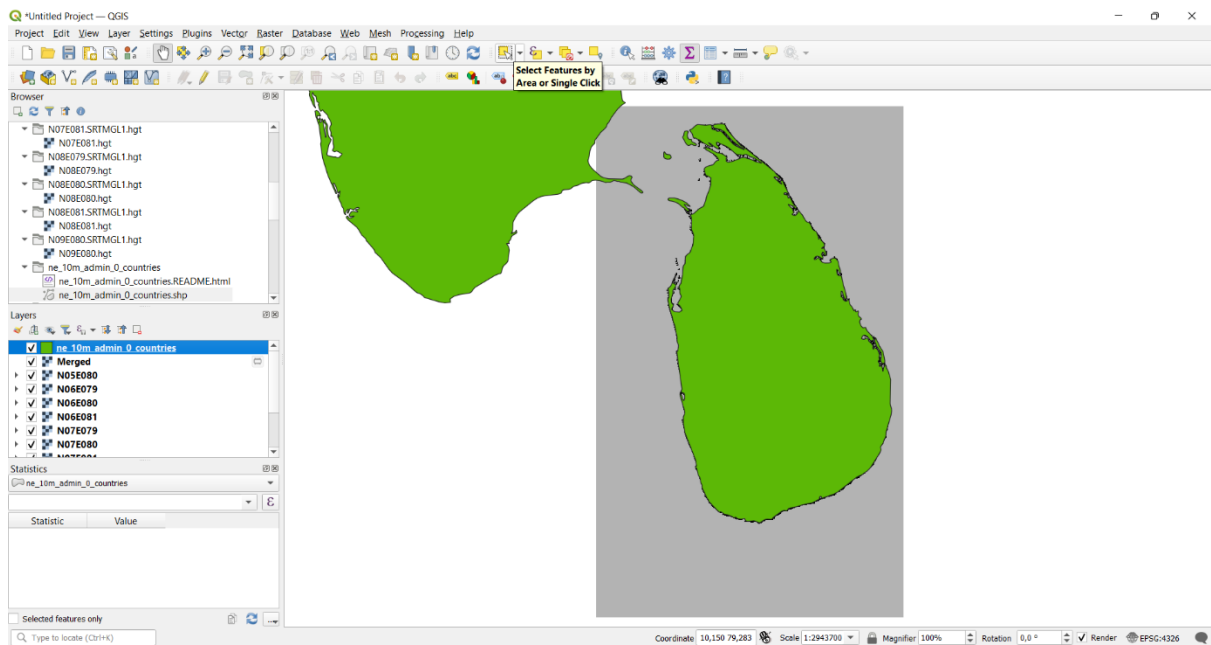 *Untitled Project — QGIS
Project Edit View Layer Settings Plugins Vector Raster Database Web Mesh Processing Help
Select Features by
Area or Single Click
Browser
N07E081.SRTMGL1.hgt
N07E081.hgt
N08E079.SRTMGL1.hgt
N08E079.hgt
N08E080.SRTMGL1.hgt
N08E080.hgt
N08E081.SRTMGL1.hgt
N08E081.hgt
N09E080.SRTMGL1.hgt
N09E080.hgt
ne_10m_admin_0_countries
ne_10m_admin_0_countries.README.html
ne_10m_admin_0_countries.shp
Layers
ne_10m_admin_0_countries
Merged
N05E080
N06E079
N06E080
N06E081
N07E079
N07E080
Statistics
ne_10m_admin_0_countries
Statistic Value
Selected features only
Type to locate (Ctrl+K) Coordinate 10,150 79,283 Scale 1:2943700 Magnifier 100% Rotation 0,0 ° Render EPSG:4326